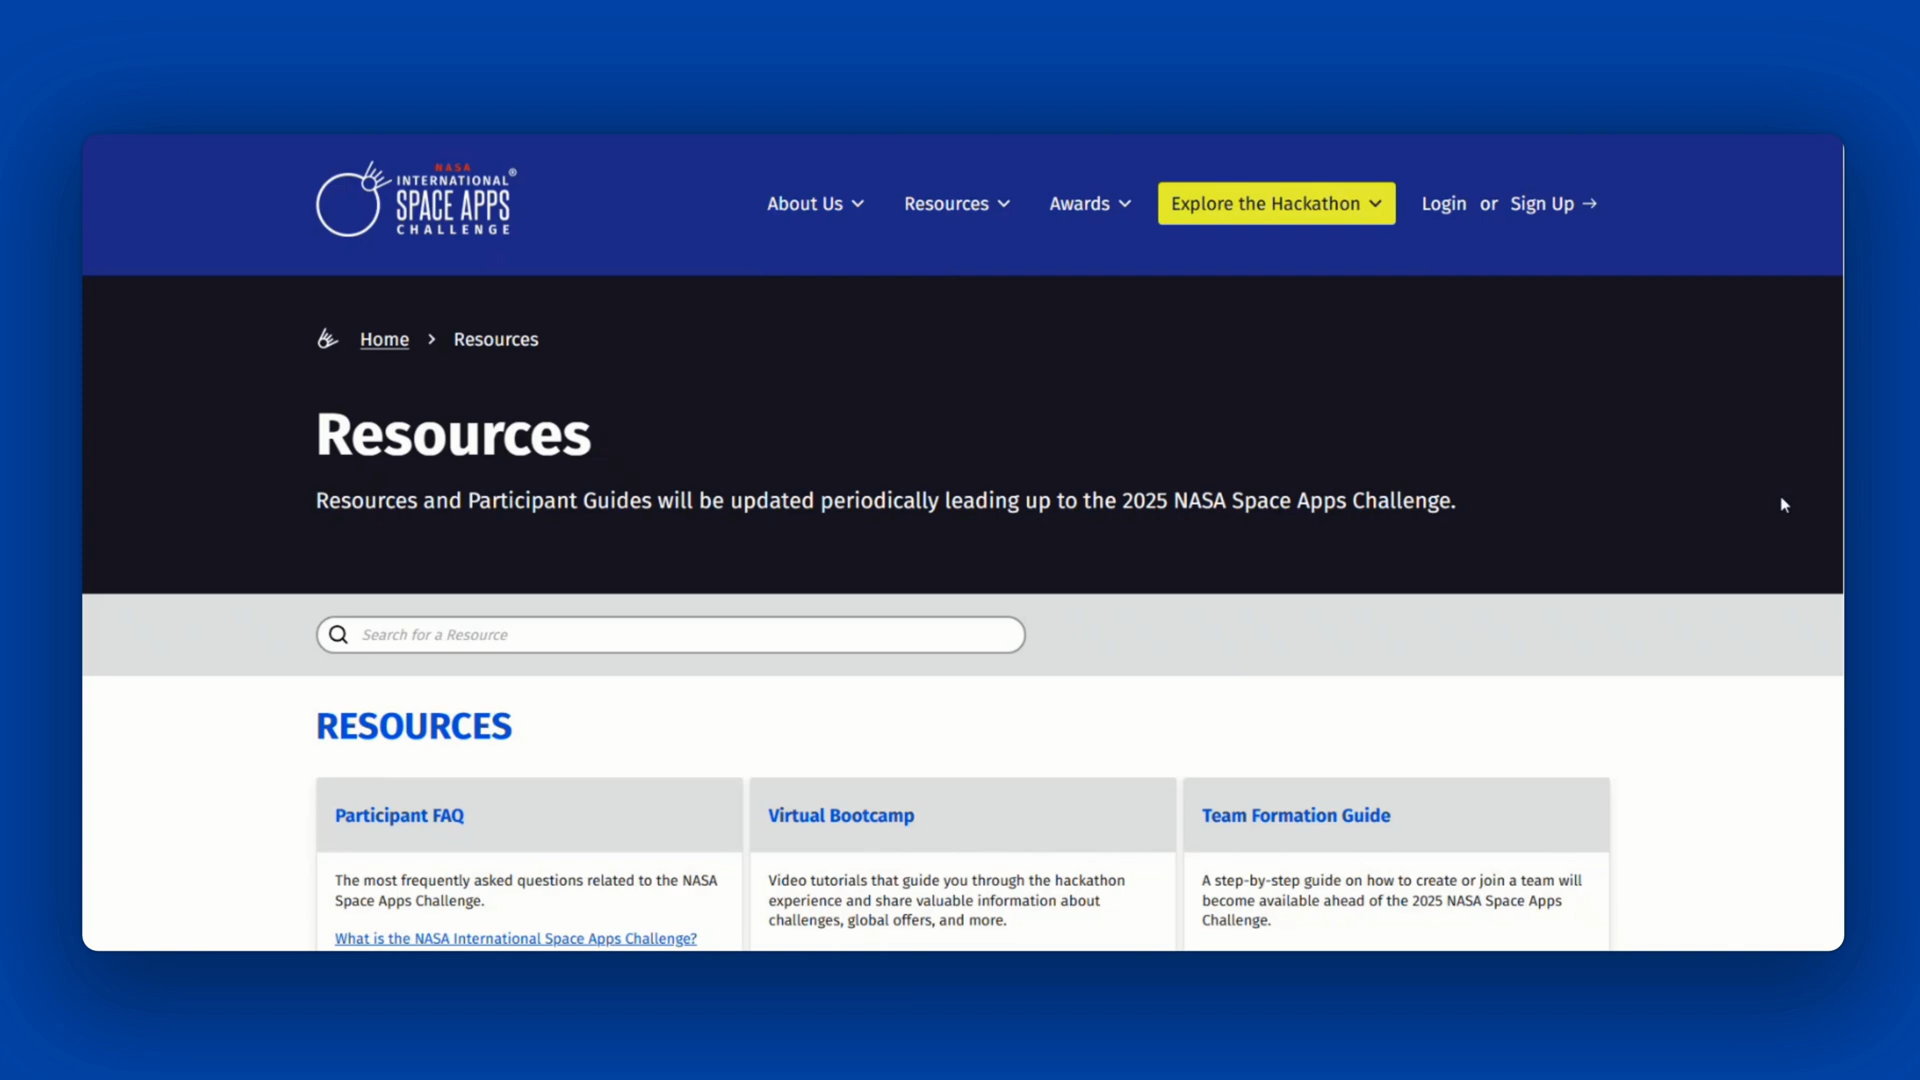 NASA
INTERNATIONAL®
SPACE APPS
CHALLENGE
About Us
Resources
Awards
Explore the Hackathon
Login or Sign Up →
Home > Resources
Resources
Resources and Participant Guides will be updated periodically leading up to the 2025 NASA Space Apps Challenge.
Search for a Resource
RESOURCES
Participant FAQ
The most frequently asked questions related to the NASA
Space Apps Challenge.
What is the NASA International Space Apps Challenge?
Virtual Bootcamp
Video tutorials that guide you through the hackathon
experience and share valuable information about
challenges, global offers, and more.
Team Formation Guide
A step-by-step guide on how to create or join a team will
become available ahead of the 2025 NASA Space Apps
Challenge.